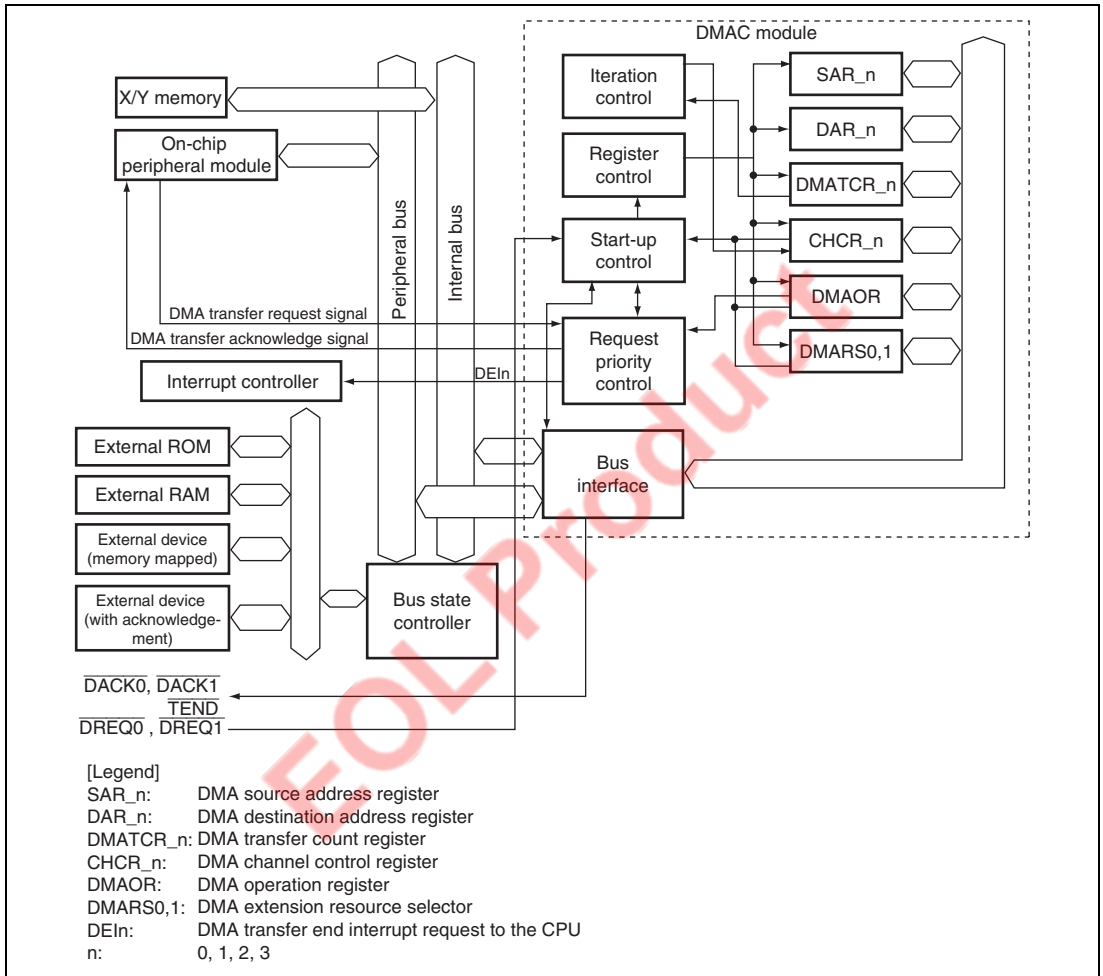 DMAC module
X/Y memory
On-chip
peripheral module
Peripheral bus
Internal bus
Iteration
control
Register
control
Start-up
control
Request
priority
control
SAR_n
DAR_n
DMATCR_n
CHCR_n
DMAOR
DMARS0,1
DMA transfer request signal
DMA transfer acknowledge signal
Interrupt controller
DEIn
External ROM
External RAM
External device
(memory mapped)
External device
(with acknowledge-
ment)
Bus
interface
Bus state
controller
DACK0, DACK1
TEND
DREQ0 , DREQ1
EOL Product
[Legend]
SAR_n: DMA source address register
DAR_n: DMA destination address register
DMATCR_n: DMA transfer count register
CHCR_n: DMA channel control register
DMAOR: DMA operation register
DMARS0,1: DMA extension resource selector
DEIn: DMA transfer end interrupt request to the CPU
n: 0, 1, 2, 3